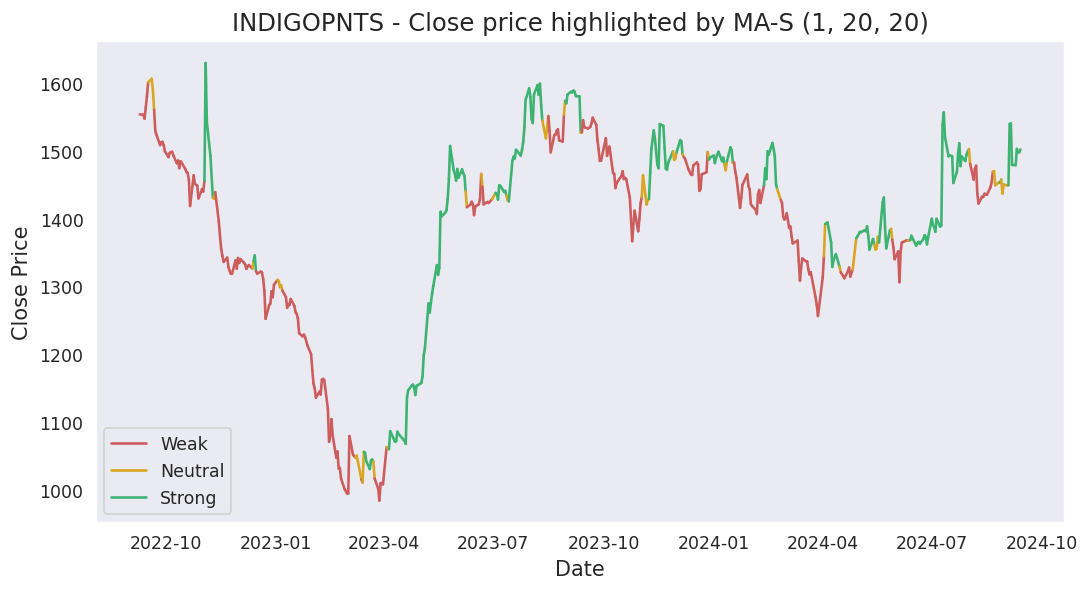 INDIGOPNTS - Close price highlighted by MA-S (1, 20, 20)
Close Price
1600
1500
1400
1300
1200
1100
1000
Weak
Neutral
Strong
2022-10 2023-01 2023-04 2023-07 2023-10 2024-01 2024-04 2024-07 2024-10
Date